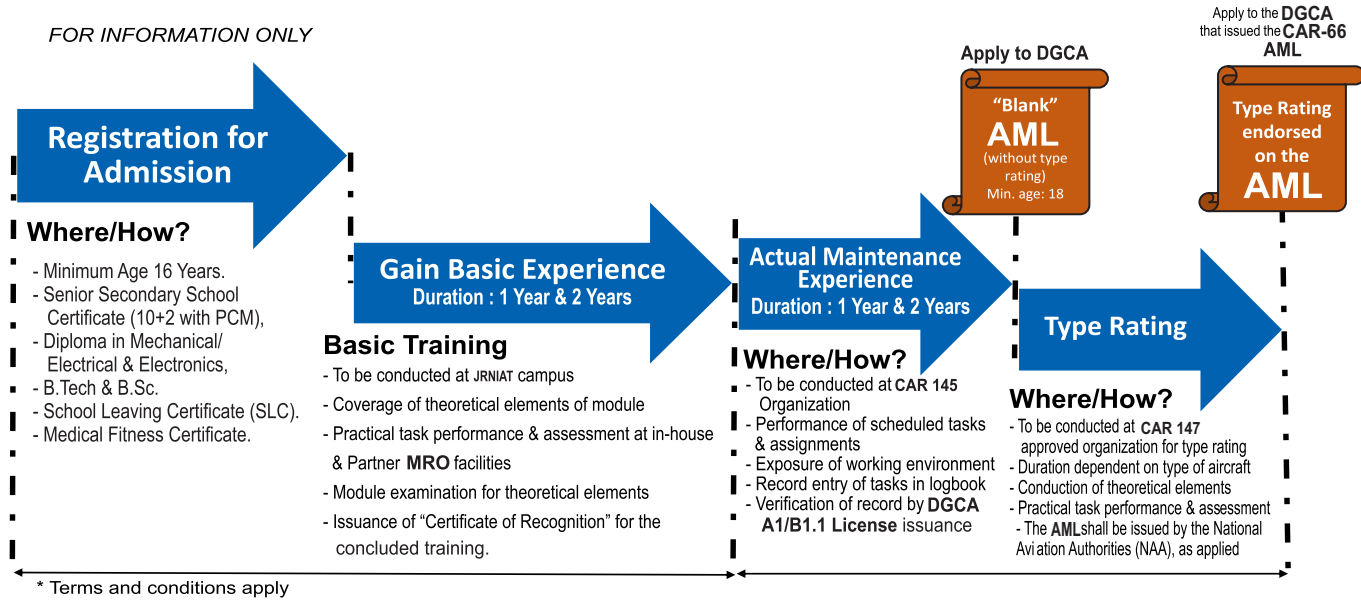 FOR INFORMATION ONLY
Registration for
Admission
Where/How?
- Minimum Age 16 Years.
- Senior Secondary School
Certificate (10+2 with PCM),
- Diploma in Mechanical/
Electrical & Electronics,
- B.Tech & B.Sc.
- School Leaving Certificate (SLC).
- Medical Fitness Certificate.
Gain Basic Experience
Duration : 1 Year & 2 Years
Basic Training
- To be conducted at JRNIAT campus
- Coverage of theoretical elements of module
- Practical task performance & assessment at in-house
& Partner MRO facilities
- Module examination for theoretical elements
- Issuance of “Certificate of Recognition” for the
concluded training.
Actual Maintenance
Experience
Duration : 1 Year & 2 Years
Where/How?
- To be conducted at CAR 145
Organization
- Performance of scheduled tasks
& assignments
- Exposure of working environment
- Record entry of tasks in logbook
- Verification of record by DGCA
A1/B1.1 License issuance
Apply to DGCA
“Blank”
AML
(without type
rating)
Min. age: 18
Type Rating
Where/How?
- To be conducted at CAR 147
approved organization for type rating
- Duration dependent on type of aircraft
- Conduction of theoretical elements
- Practical task performance & assessment
- The AML shall be issued by the National
Aviation Authorities (NAA), as applied
Apply to the DGCA
that issued the CAR-66
AML
Type Rating
endorsed
on the
AML
* Terms and conditions apply